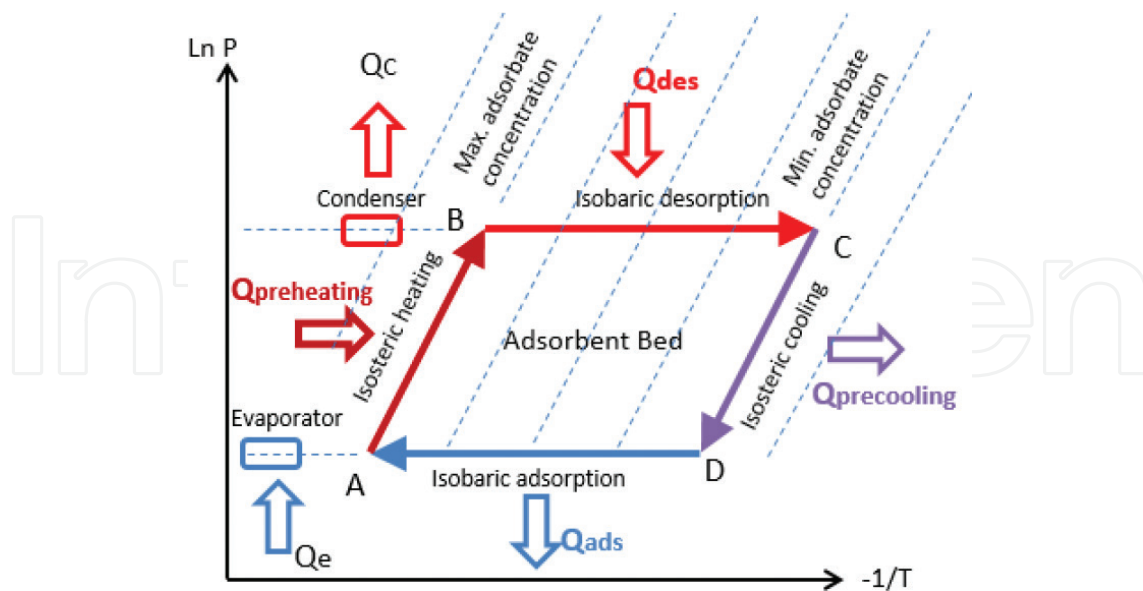 Ln P
Qc
Max. adsorbate
concentration
Qdes
Min. adsorbate
concentration
Condenser
B
Isobaric desorption
C
Qpreheating
Isosteric heating
Adsorbent Bed
Isosteric cooling
Qprecooling
Evaporator
A
Isobaric adsorption
D
Qe
Qads
-1/T